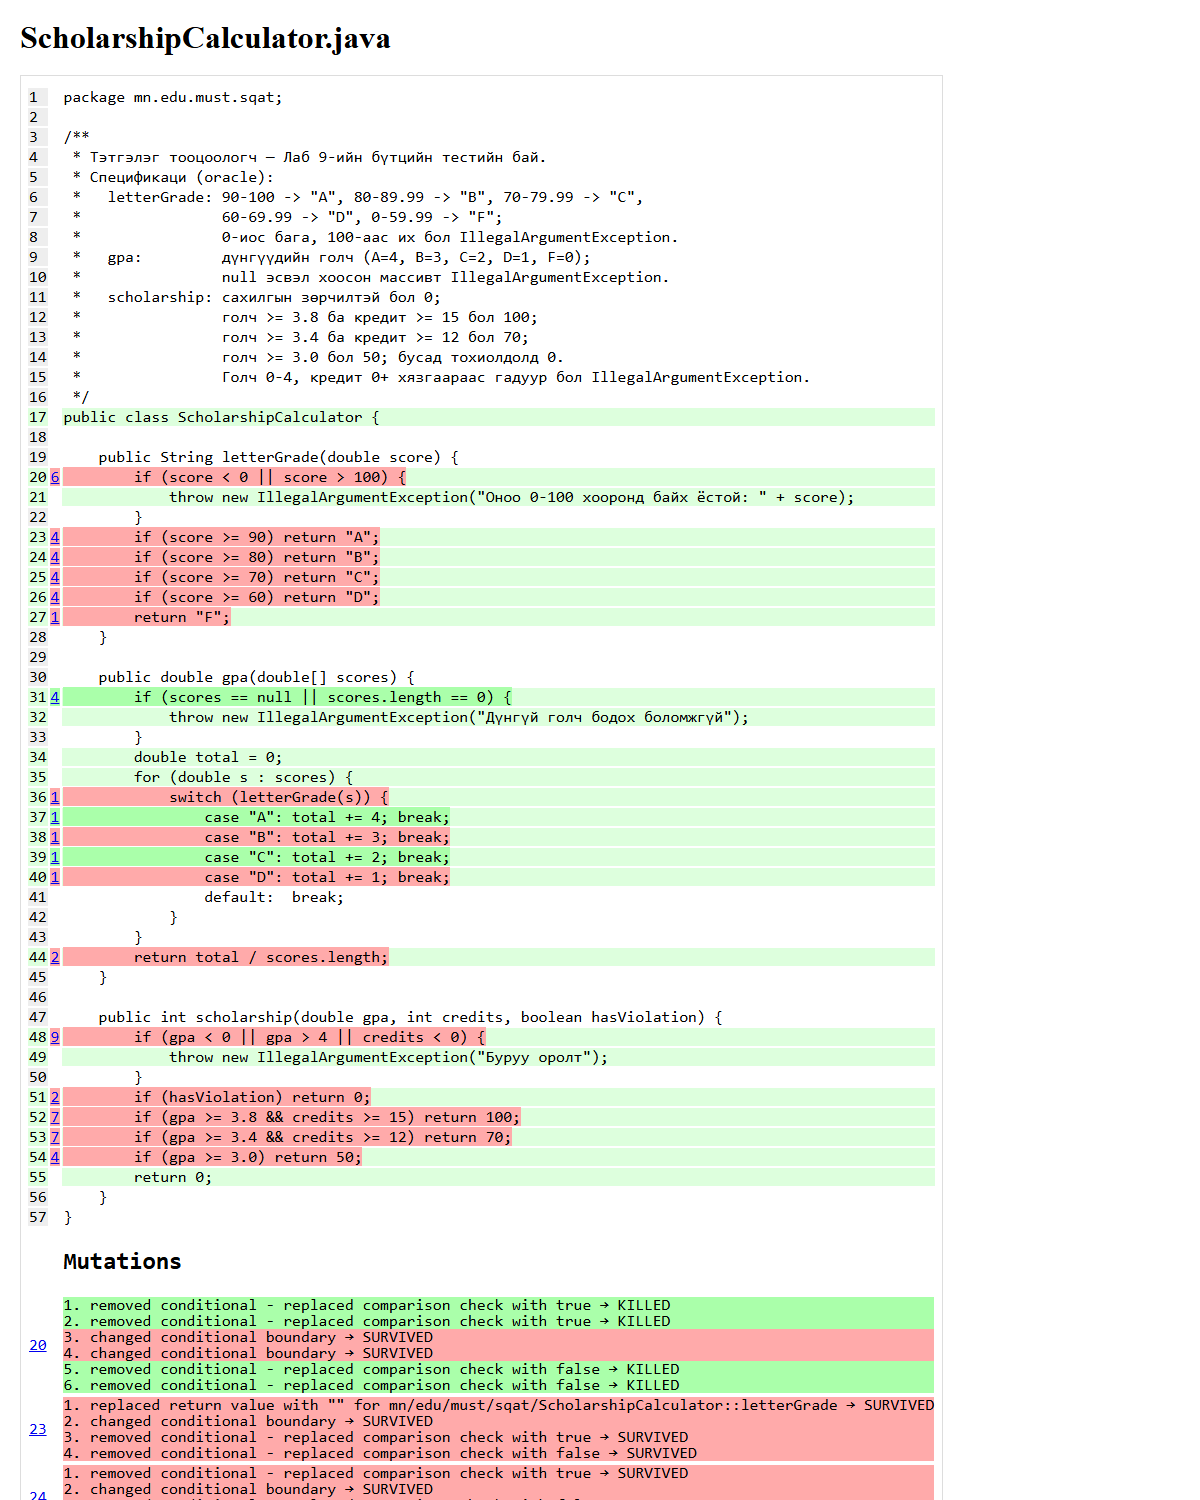 ScholarshipCalculator.java
1 package mn.edu.must.sqat;
2
3 /**
4 * Тэтгэлэг тооцоологч — Лаб 9-ийн бүтцийн тестийн бай.
5 * Спецификаци (oracle):
6 * letterGrade: 90-100 -> "A", 80-89.99 -> "B", 70-79.99 -> "C",
7 * 60-69.99 -> "D", 0-59.99 -> "F";
8 * 0-иос бага, 100-аас их бол IllegalArgumentException.
9 * gpa: дүнгүүдийн голч (A=4, B=3, C=2, D=1, F=0);
10 * null эсвэл хоосон массивт IllegalArgumentException.
11 * scholarship: сахилгын зөрчилтэй бол 0;
12 * голч >= 3.8 ба кредит >= 15 бол 100;
13 * голч >= 3.4 ба кредит >= 12 бол 70;
14 * голч >= 3.0 бол 50; бусад тохиолдолд 0.
15 * Голч 0-4, кредит 0+ хязгаараас гадуур бол IllegalArgumentException.
16 */
17 public class ScholarshipCalculator {
18
19 public String letterGrade(double score) {
20 6 if (score < 0 || score > 100) {
21 throw new IllegalArgumentException("Оноо 0-100 хооронд байх ёстой: " + score);
22 }
23 4 if (score >= 90) return "A";
24 4 if (score >= 80) return "B";
25 4 if (score >= 70) return "C";
26 4 if (score >= 60) return "D";
27 1 return "F";
28 }
29
30 public double gpa(double[] scores) {
31 4 if (scores == null || scores.length == 0) {
32 throw new IllegalArgumentException("Дүнгүй голч бодох боломжгүй");
33 }
34 double total = 0;
35 for (double s : scores) {
36 1 switch (letterGrade(s)) {
37 1 case "A": total += 4; break;
38 1 case "B": total += 3; break;
39 1 case "C": total += 2; break;
40 1 case "D": total += 1; break;
41 default: break;
42 }
43 }
44 2 return total / scores.length;
45 }
46
47 public int scholarship(double gpa, int credits, boolean hasViolation) {
48 9 if (gpa < 0 || gpa > 4 || credits < 0) {
49 throw new IllegalArgumentException("Буруу оролт");
50 }
51 2 if (hasViolation) return 0;
52 7 if (gpa >= 3.8 && credits >= 15) return 100;
53 7 if (gpa >= 3.4 && credits >= 12) return 70;
54 4 if (gpa >= 3.0) return 50;
55 return 0;
56 }
57 }
Mutations
20
1. removed conditional - replaced comparison check with true → KILLED
2. removed conditional - replaced comparison check with true → KILLED
3. changed conditional boundary → SURVIVED
4. changed conditional boundary → SURVIVED
5. removed conditional - replaced comparison check with false → KILLED
6. removed conditional - replaced comparison check with false → KILLED
23
1. replaced return value with "" for mn/edu/must/sqat/ScholarshipCalculator::letterGrade → SURVIVED
2. changed conditional boundary → SURVIVED
3. removed conditional - replaced comparison check with true → SURVIVED
4. removed conditional - replaced comparison check with false → SURVIVED
24
1. removed conditional - replaced comparison check with true → SURVIVED
2. changed conditional boundary → SURVIVED